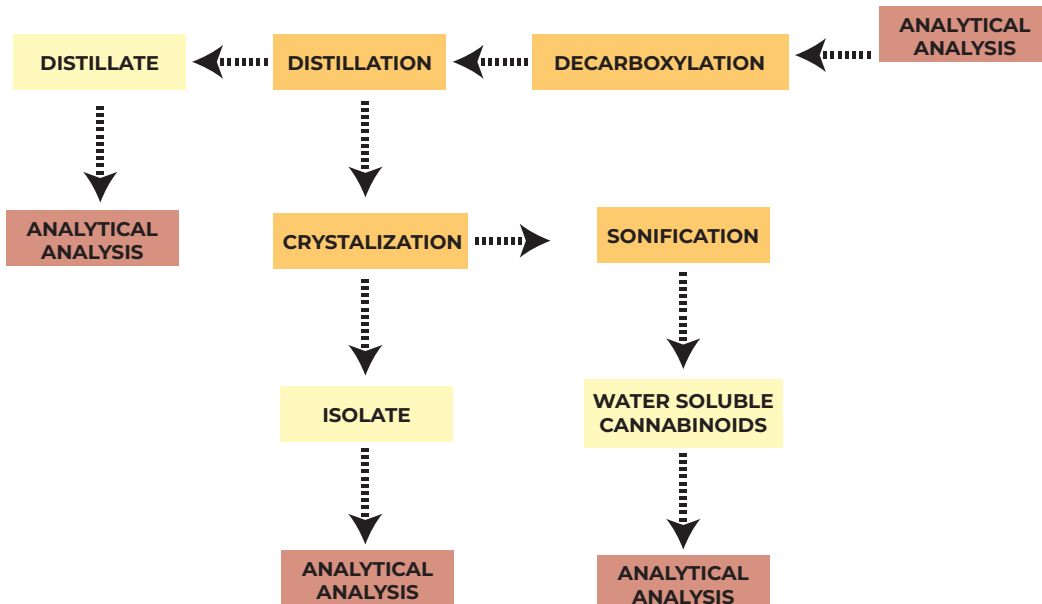 ANALYTICAL
ANALYSIS
DISTILLATE
DISTILLATION
DECARBOXYLATION
ANALYTICAL
ANALYSIS
CRYSTALIZATION
SONIFICATION
ISOLATE
WATER SOLUBLE
CANNABINOIDS
ANALYTICAL
ANALYSIS
ANALYTICAL
ANALYSIS